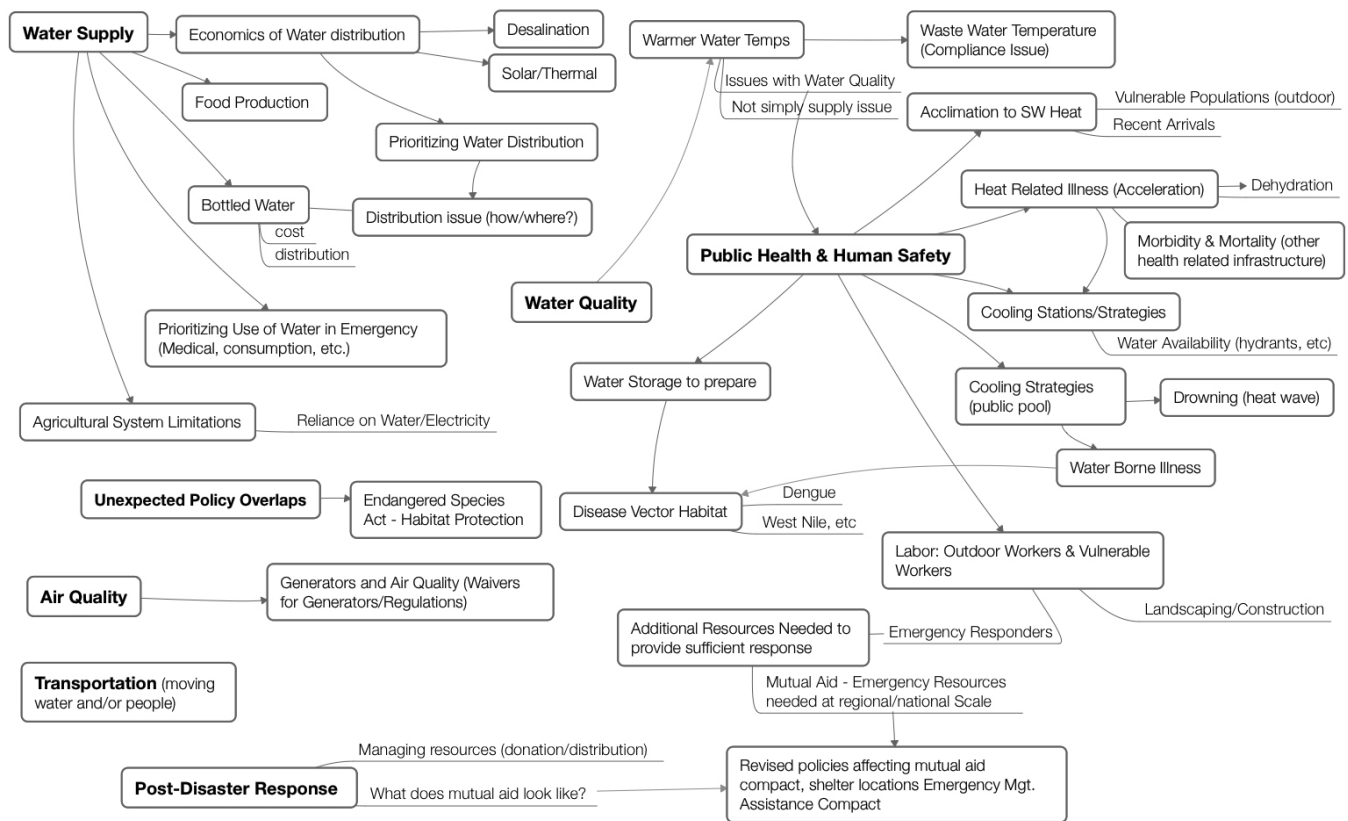 Water Supply
Economics of Water distribution
Desalination
Solar/Thermal
Food Production
Prioritizing Water Distribution
Bottled Water
cost
distribution
Distribution issue (how/where?)
Prioritizing Use of Water in Emergency
(Medical, consumption, etc.)
Agricultural System Limitations
Reliance on Water/Electricity
Warmer Water Temps
Issues with Water Quality
Not simply supply issue
Waste Water Temperature
(Compliance Issue)
Acclimation to SW Heat
Vulnerable Populations (outdoor)
Recent Arrivals
Heat Related Illness (Acceleration)
Dehydration
Morbidity & Mortality (other
health related infrastructure)
Public Health & Human Safety
Water Quality
Cooling Stations/Strategies
Water Availability (hydrants, etc)
Water Storage to prepare
Cooling Strategies
(public pool)
Drowning (heat wave)
Water Borne Illness
Disease Vector Habitat
Dengue
West Nile, etc
Unexpected Policy Overlaps
Endangered Species
Act - Habitat Protection
Air Quality
Generators and Air Quality (Waivers
for Generators/Regulations)
Labor: Outdoor Workers & Vulnerable
Workers
Landscaping/Construction
Emergency Responders
Additional Resources Needed to
provide sufficient response
Mutual Aid - Emergency Resources
needed at regional/national Scale
Transportation (moving
water and/or people)
Post-Disaster Response
Managing resources (donation/distribution)
What does mutual aid look like?
Revised policies affecting mutual aid
compact, shelter locations Emergency Mgt.
Assistance Compact